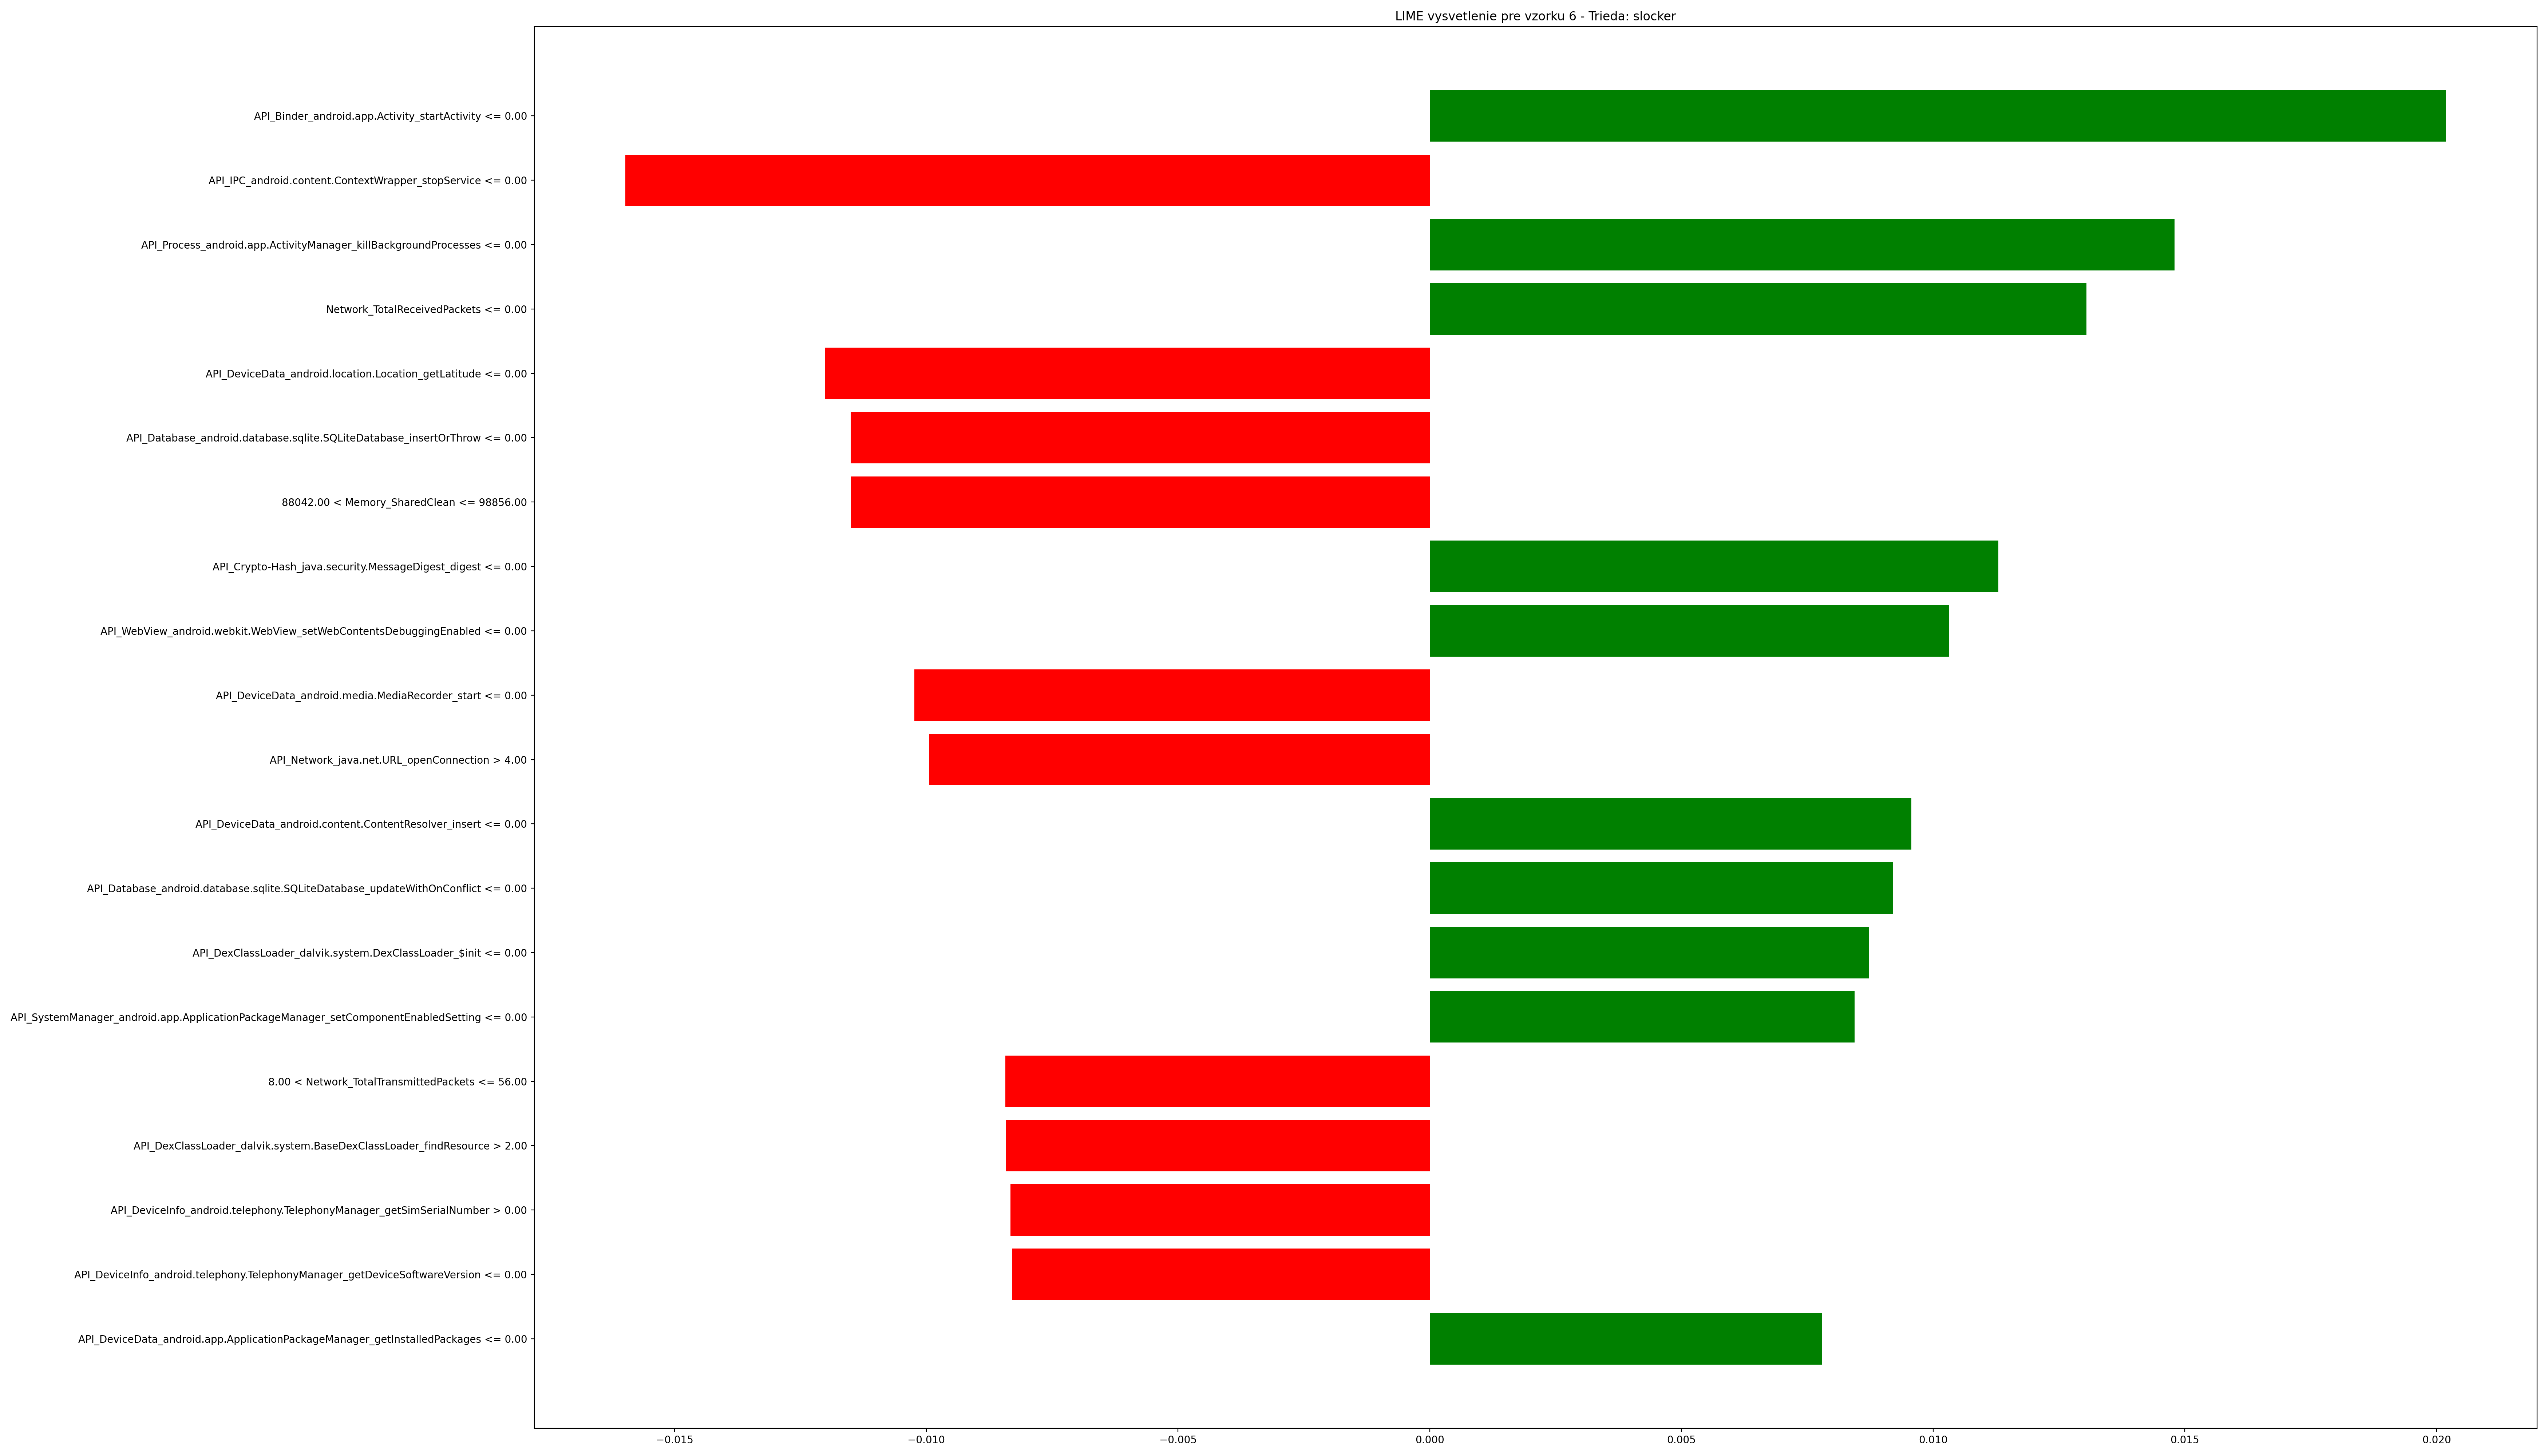 LIME vysvetlenie pre vzorku 6 - Trieda: slocker
API_Binder_android.app.Activity_startActivity <= 0.00
API_IPC_android.content.ContextWrapper_stopService <= 0.00
API_Process_android.app.ActivityManager_killBackgroundProcesses <= 0.00
Network_TotalReceivedPackets <= 0.00
API_DeviceData_android.location.Location_getLatitude <= 0.00
API_Database_android.database.sqlite.SQLiteDatabase_insertOrThrow <= 0.00
88042.00 < Memory_SharedClean <= 98856.00
API_Crypto-Hash_java.security.MessageDigest_digest <= 0.00
API_WebView_android.webkit.WebView_setWebContentsDebuggingEnabled <= 0.00
API_DeviceData_android.media.MediaRecorder_start <= 0.00
API_Network_java.net.URL_openConnection > 4.00
API_DeviceData_android.content.ContentResolver_insert <= 0.00
API_Database_android.database.sqlite.SQLiteDatabase_updateWithOnConflict <= 0.00
API_DexClassLoader_dalvik.system.DexClassLoader_$init <= 0.00
API_SystemManager_android.app.ApplicationPackageManager_setComponentEnabledSetting <= 0.00
8.00 < Network_TotalTransmittedPackets <= 56.00
API_DexClassLoader_dalvik.system.BaseDexClassLoader_findResource > 2.00
API_DeviceInfo_android.telephony.TelephonyManager_getSimSerialNumber > 0.00
API_DeviceInfo_android.telephony.TelephonyManager_getDeviceSoftwareVersion <= 0.00
API_DeviceData_android.app.ApplicationPackageManager_getInstalledPackages <= 0.00
−0.015 −0.010 −0.005 0.000 0.005 0.010 0.015 0.020